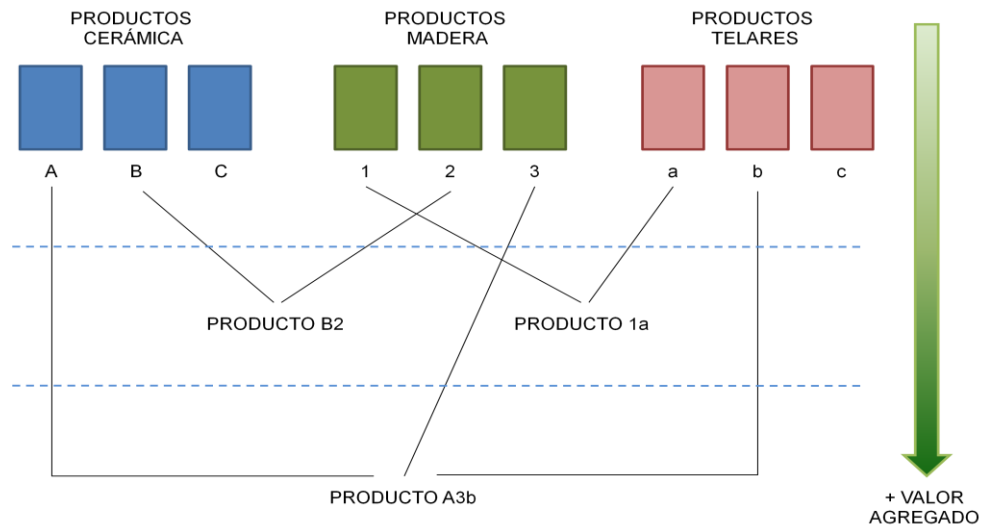 PRODUCTOS
CERÁMICA
PRODUCTOS
MADERA
PRODUCTOS
TELARES
A
B
C
1
2
3
a
b
c
PRODUCTO B2
PRODUCTO 1a
PRODUCTO A3b
+ VALOR
AGREGADO